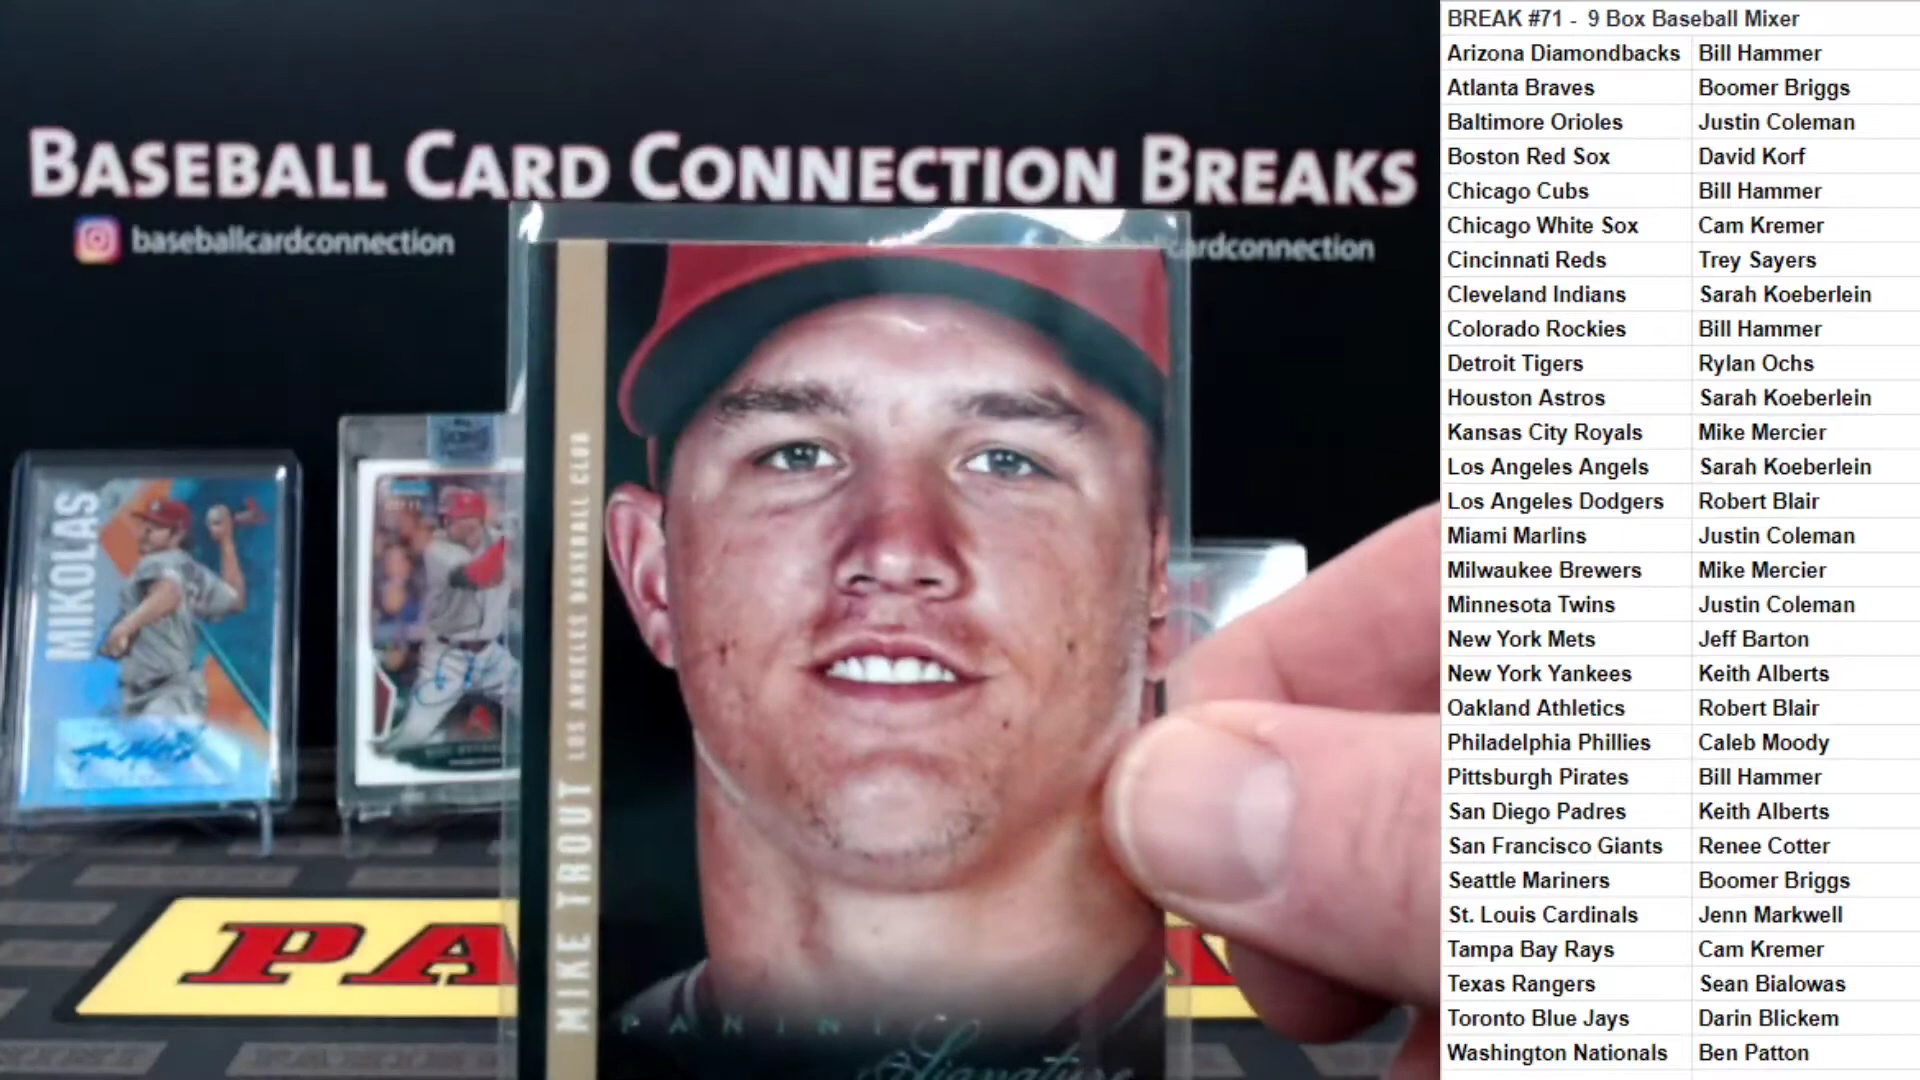 BASEBALL CARD CONNECTION BREAKS
baseballcardconnection
cardconnection
MIKOLAS
MIKE TROUT LOS ANGELES BASEBALL CLUB
PANINI
Signature
PA
BREAK #71 - 9 Box Baseball Mixer
Arizona Diamondbacks Bill Hammer
Atlanta Braves Boomer Briggs
Baltimore Orioles Justin Coleman
Boston Red Sox David Korf
Chicago Cubs Bill Hammer
Chicago White Sox Cam Kremer
Cincinnati Reds Trey Sayers
Cleveland Indians Sarah Koeberlein
Colorado Rockies Bill Hammer
Detroit Tigers Rylan Ochs
Houston Astros Sarah Koeberlein
Kansas City Royals Mike Mercier
Los Angeles Angels Sarah Koeberlein
Los Angeles Dodgers Robert Blair
Miami Marlins Justin Coleman
Milwaukee Brewers Mike Mercier
Minnesota Twins Justin Coleman
New York Mets Jeff Barton
New York Yankees Keith Alberts
Oakland Athletics Robert Blair
Philadelphia Phillies Caleb Moody
Pittsburgh Pirates Bill Hammer
San Diego Padres Keith Alberts
San Francisco Giants Renee Cotter
Seattle Mariners Boomer Briggs
St. Louis Cardinals Jenn Markwell
Tampa Bay Rays Cam Kremer
Texas Rangers Sean Bialowas
Toronto Blue Jays Darin Blickem
Washington Nationals Ben Patton